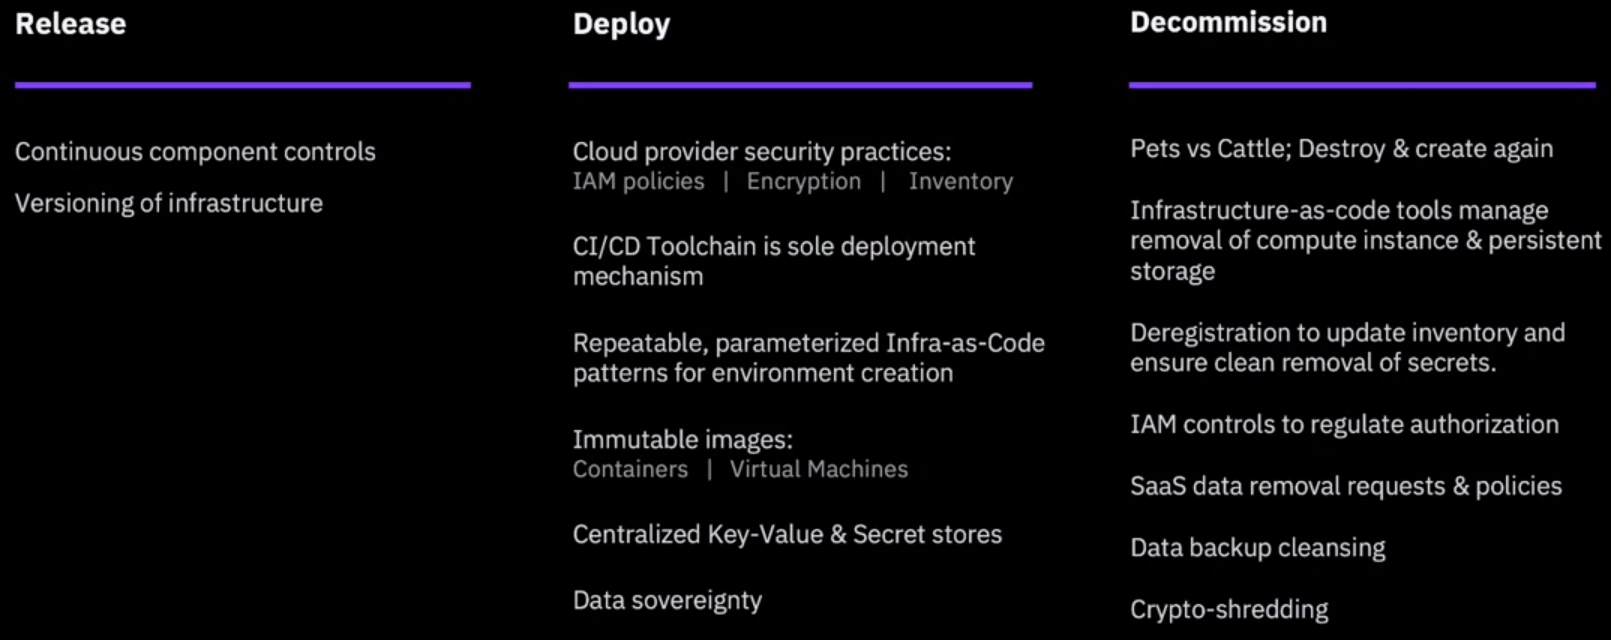 Release
Continuous component controls
Versioning of infrastructure
Deploy
Cloud provider security practices:
IAM policies | Encryption | Inventory
CI/CD Toolchain is sole deployment
mechanism
Repeatable, parameterized Infra-as-Code
patterns for environment creation
Immutable images:
Containers | Virtual Machines
Centralized Key-Value & Secret stores
Data sovereignty
Decommission
Pets vs Cattle; Destroy & create again
Infrastructure-as-code tools manage
removal of compute instance & persistent
storage
Deregistration to update inventory and
ensure clean removal of secrets.
IAM controls to regulate authorization
SaaS data removal requests & policies
Data backup cleansing
Crypto-shredding